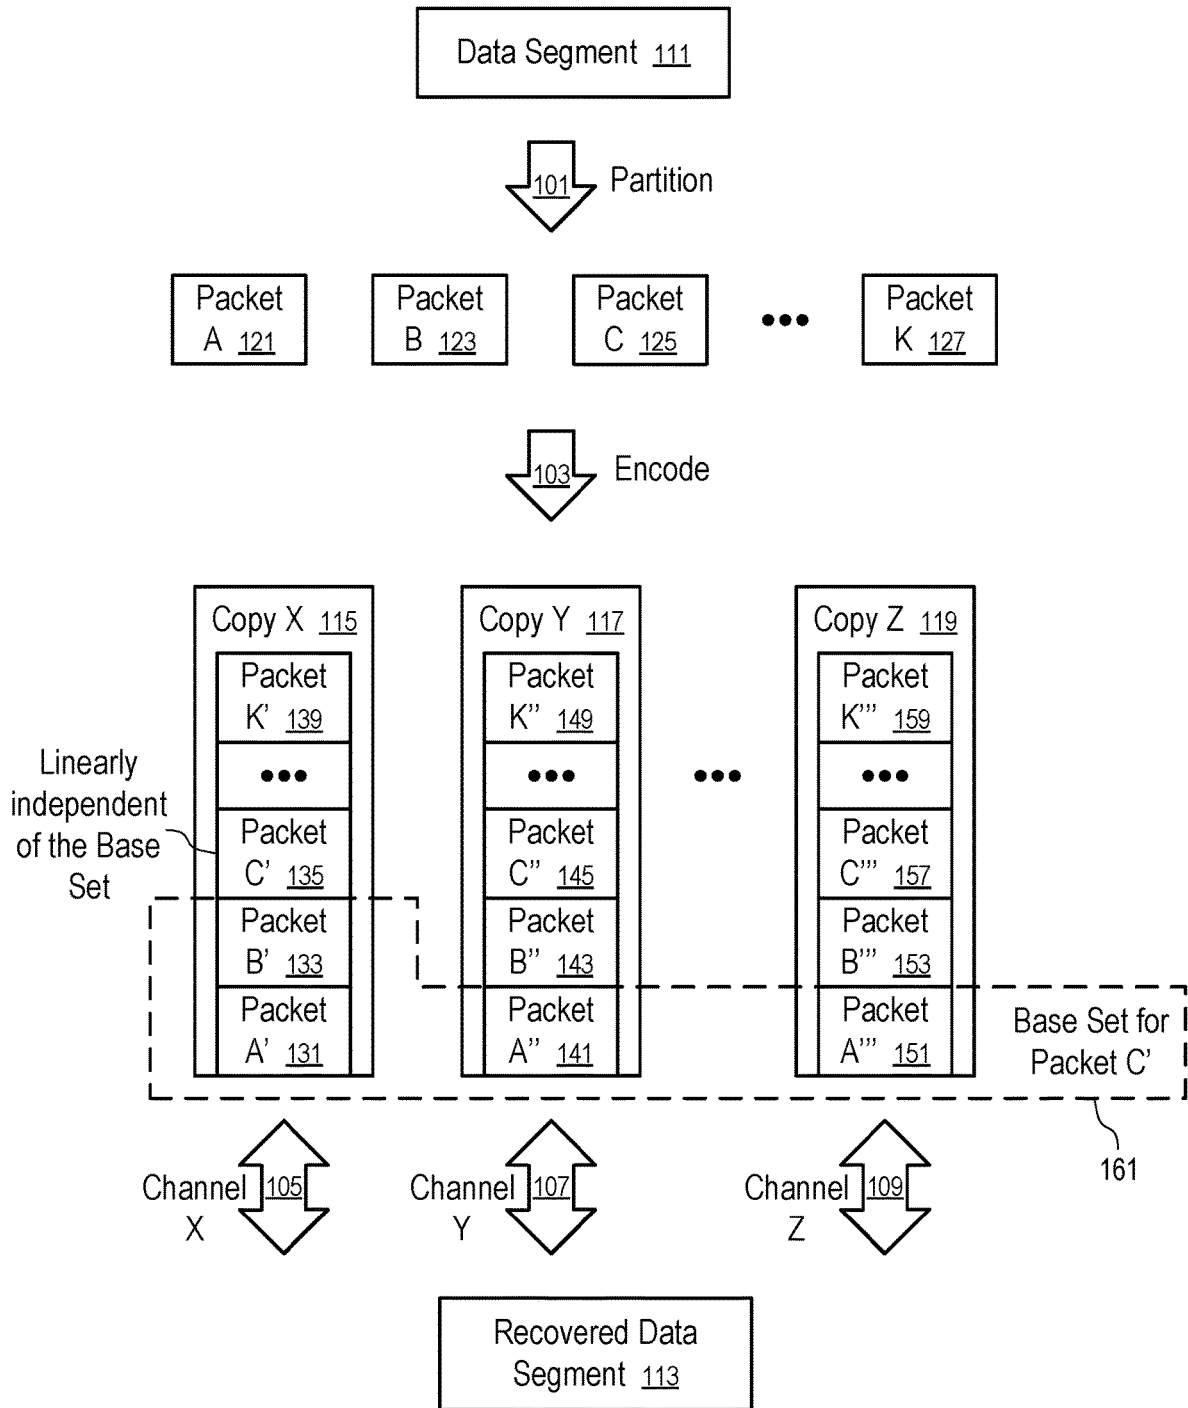 Data Segment 111
101 Partition
Packet
A 121
Packet
B 123
Packet
C 125
•••
Packet
K 127
103 Encode
Copy X 115
Packet
K' 139
•••
Packet
C' 135
Packet
B' 133
Packet
A' 131
Linearly
independent
of the Base
Set
Copy Y 117
Packet
K'' 149
•••
Packet
C'' 145
Packet
B'' 143
Packet
A'' 141
•••
Copy Z 119
Packet
K''' 159
•••
Packet
C''' 157
Packet
B''' 153
Packet
A''' 151
Base Set for
Packet C'
161
Channel
X
105
Channel
Y
107
Channel
Z
109
Recovered Data
Segment 113